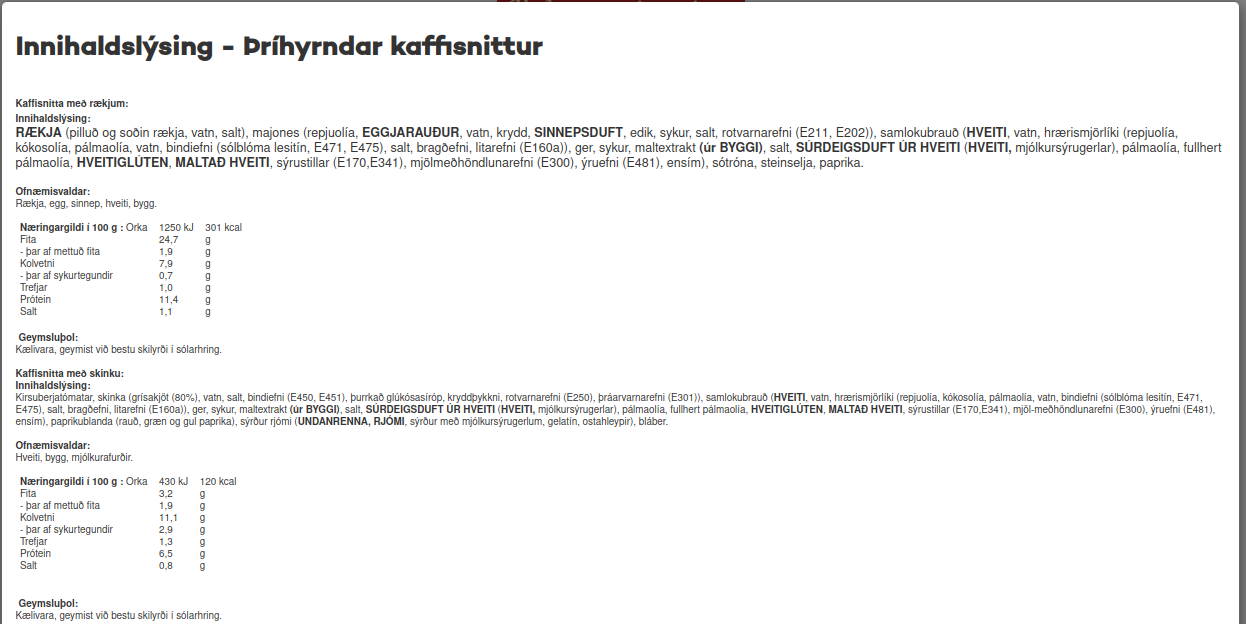 Innihaldslýsing - Þríhyrndar kaffisnittur
Kaffisnitta með rækjum:
Innihaldslýsing:
RÆKJA (pilluð og soðin rækja, vatn, salt), majones (repjuolía, EGGJARAUÐUR, vatn, krydd, SINNEPSDUFT, edik, sykur, salt, rotvarnarefni (E211, E202)), samlokubrauð (HVEITI, vatn, hrærismjörlíki (repjuolía,
kókosolía, pálmaolía, vatn, bindiefni (sólblóma lesitín, E471, E475), salt, bragðefni, litarefni (E160a)), ger, sykur, maltextrakt (úr BYGGI), salt, SÚRDEIGSDUFT ÚR HVEITI (HVEITI, mjólkursýrugerlar), pálmaolía, fullhert
pálmaolía, HVEITIGLÚTEN, MALTAÐ HVEITI, sýrustillar (E170,E341), mjölmeðhöndlunarefni (E300), ýruefni (E481), ensím), sótróna, steinselja, paprika.
Ofnæmisvaldar:
Rækja, egg, sinnep, hveiti, bygg.
Næringargildi í 100 g : Orka 1250 kJ 301 kcal
Fita 24,7 g
- þar af mettuð fita 1,9 g
Kolvetni 7,9 g
- þar af sykurtegundir 0,7 g
Trefjar 1,0 g
Prótein 11,4 g
Salt 1,1 g
Geymsluþol:
Kælivara, geymist við bestu skilyrði í sólarhring.
Kaffisnitta með skinku:
Innihaldslýsing:
Kirsuberjatómatar, skinka (grísakjöt (80%), vatn, salt, bindiefni (E450, E451), þurrkað glúkósasíróp, kryddþykkni, rotvarnarefni (E250), þráarvarnarefni (E301)), samlokubrauð (HVEITI, vatn, hrærismjörlíki (repjuolía, kókosolía, pálmaolía, vatn, bindiefni (sólblóma lesitín, E471,
E475), salt, bragðefni, litarefni (E160a)), ger, sykur, maltextrakt (úr BYGGI), salt, SÚRDEIGSDUFT ÚR HVEITI (HVEITI, mjólkursýrugerlar), pálmaolía, fullhert pálmaolía, HVEITIGLÚTEN, MALTAÐ HVEITI, sýrustillar (E170,E341), mjöl-meðhöndlunarefni (E300), ýruefni (E481),
ensím), paprikublanda (rauð, græn og gul paprika), sýrður rjómi (UNDANRENNA, RJÓMI, sýrður með mjólkursýrugerlum, gelatín, ostahleypir), bláber.
Ofnæmisvaldar:
Hveiti, bygg, mjólkurafurðir.
Næringargildi í 100 g : Orka 430 kJ 120 kcal
Fita 3,2 g
- þar af mettuð fita 1,9 g
Kolvetni 11,1 g
- þar af sykurtegundir 2,9 g
Trefjar 1,3 g
Prótein 6,5 g
Salt 0,8 g
Geymsluþol:
Kælivara, geymist við bestu skilyrði í sólarhring.